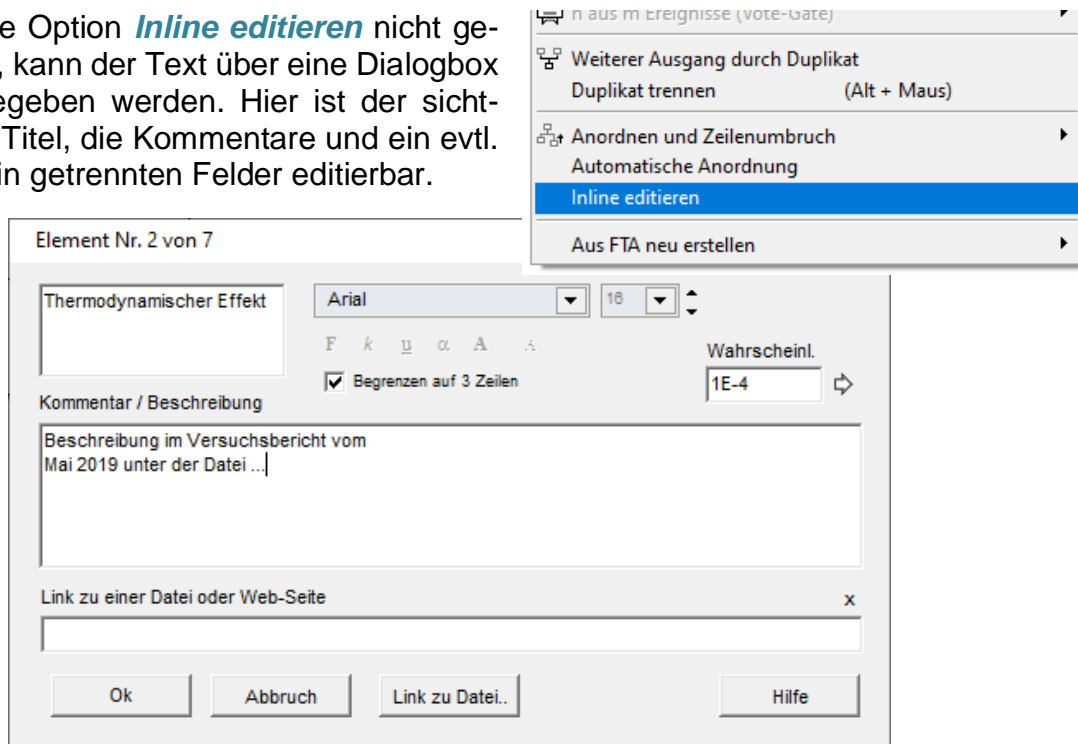 e Option Inline editieren nicht ge-
, kann der Text über eine Dialogbox
egeben werden. Hier ist der sicht-
Titel, die Kommentare und ein evtl.
in getrennten Felder editierbar.
n aus m Ereignisse (Vote-Gate)
Weiterer Ausgang durch Duplikat
Duplikat trennen (Alt + Maus)
Anordnen und Zeilenumbruch
Automatische Anordnung
Inline editieren
Aus FTA neu erstellen
Element Nr. 2 von 7
Thermodynamischer Effekt
Arial 16
F k u α A A
Wahrscheinl.
Begrenzen auf 3 Zeilen
1E-4
Kommentar / Beschreibung
Beschreibung im Versuchsbericht vom
Mai 2019 unter der Datei ...
Link zu einer Datei oder Web-Seite x
Ok Abbruch Link zu Datei.. Hilfe